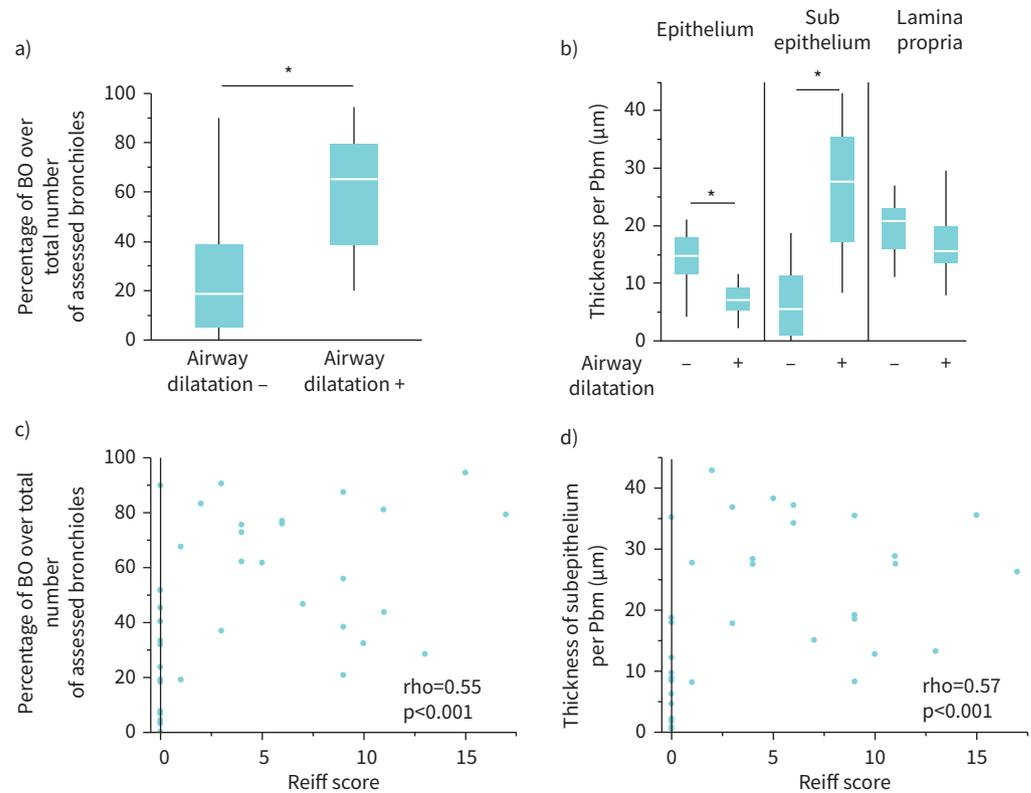 a)
*
Percentage of BO over
total number
of assessed bronchioles
100
80
60
40
20
0
Airway
dilatation –
Airway
dilatation +
b)
Epithelium
Sub
epithelium
Lamina
propria
*
*
Thickness per Pbm (µm)
40
30
20
10
0
Airway
dilatation
– + – + – +
c)
Percentage of BO over total
number
of assessed bronchioles
100
80
60
40
20
0
rho=0.55
p<0.001
0 5 10 15
Reiff score
d)
Thickness of subepithelium
per Pbm (µm)
40
30
20
10
0
rho=0.57
p<0.001
0 5 10 15
Reiff score